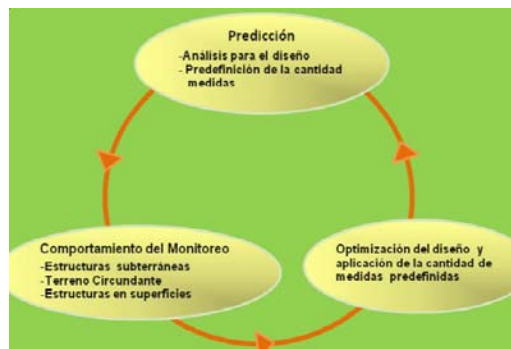 Predicción
-Análisis para el diseño
- Predefinición de la cantidad
medidas
Comportamiento del Monitoreo
-Estructuras subterráneas
-Terreno Circundante
-Estructuras en superficies
Optimización del diseño y
aplicación de la cantidad de
medidas predefinidas